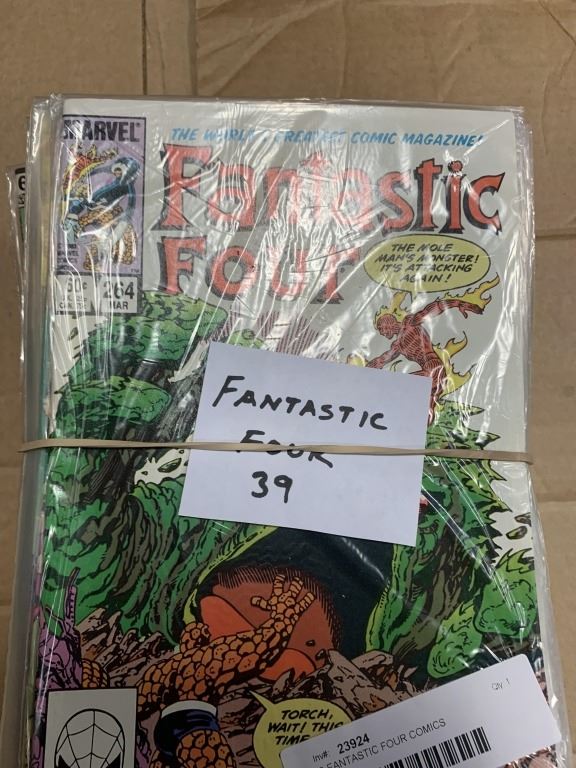 MARVEL
THE WORLD'S GREATEST COMIC MAGAZINE!
Fantastic
Four
60¢
264
MAR
THE MOLE
MAN'S MONSTER!
IT'S ATTACKING
AGAIN!
FANTASTIC
FOUR
39
TORCH,
WAIT! THIS
TIME
Qty 1
Inv#: 23924
FANTASTIC FOUR COMICS